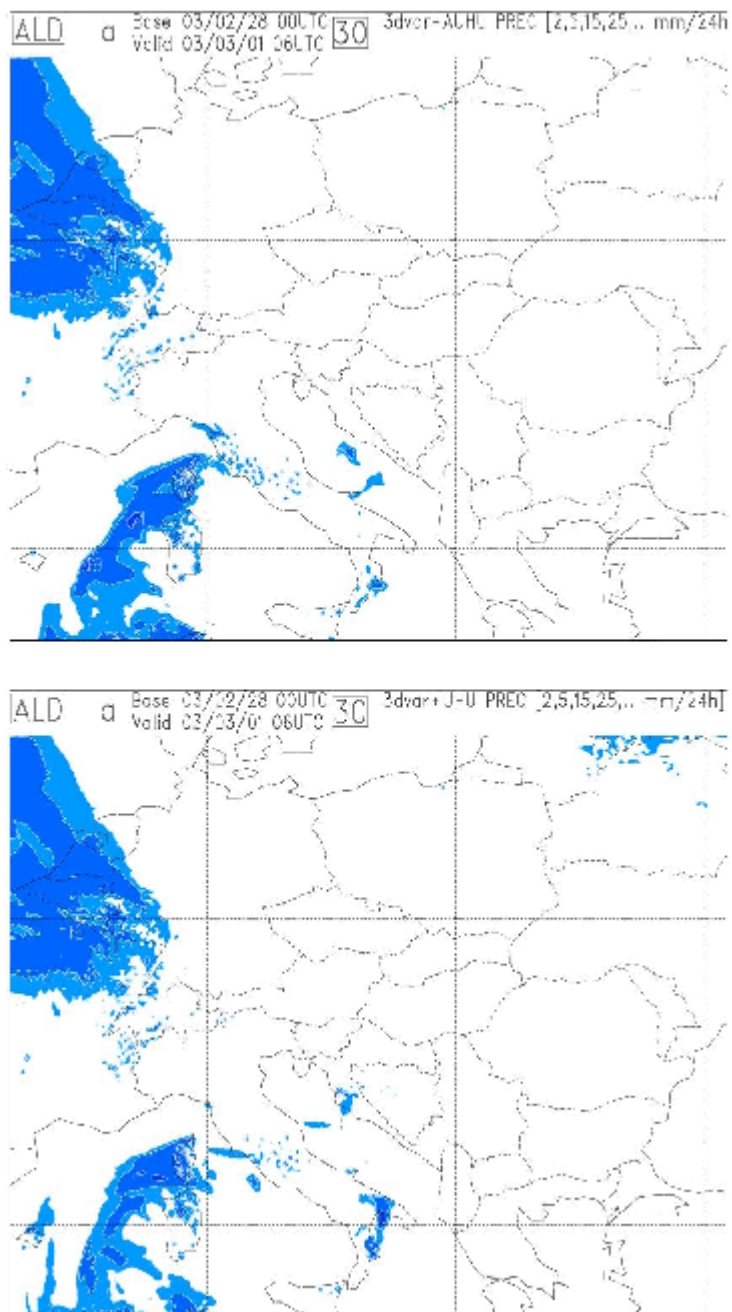 ALD a Base 03/02/28 00UTC 30 PREC [2,5,15,25,.. mm/24h
Valid 03/03/01 06UTC
ALD a Base 03/02/28 00UTC 30 PREC [2,5,15,25,.. mm/24h]
Valid 03/03/01 06UTC